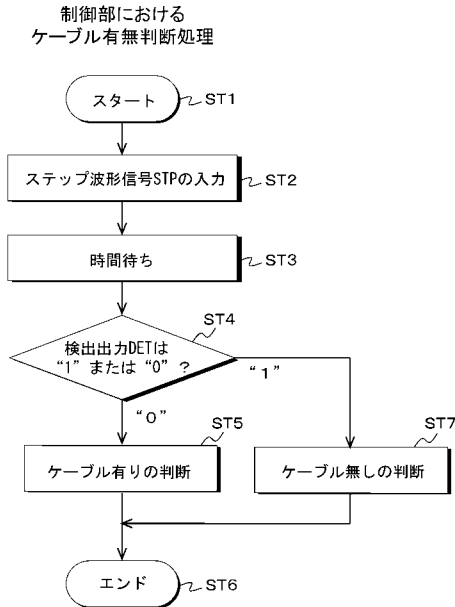 制御部における
ケーブル有無判断処理
スタート
ST1
ステップ波形信号STPの入力
ST2
時間待ち
ST3
ST4
検出出力DETは
“1”または“0”？
“1”
“0”
ST5
ケーブル有りの判断
ST7
ケーブル無しの判断
エンド
ST6